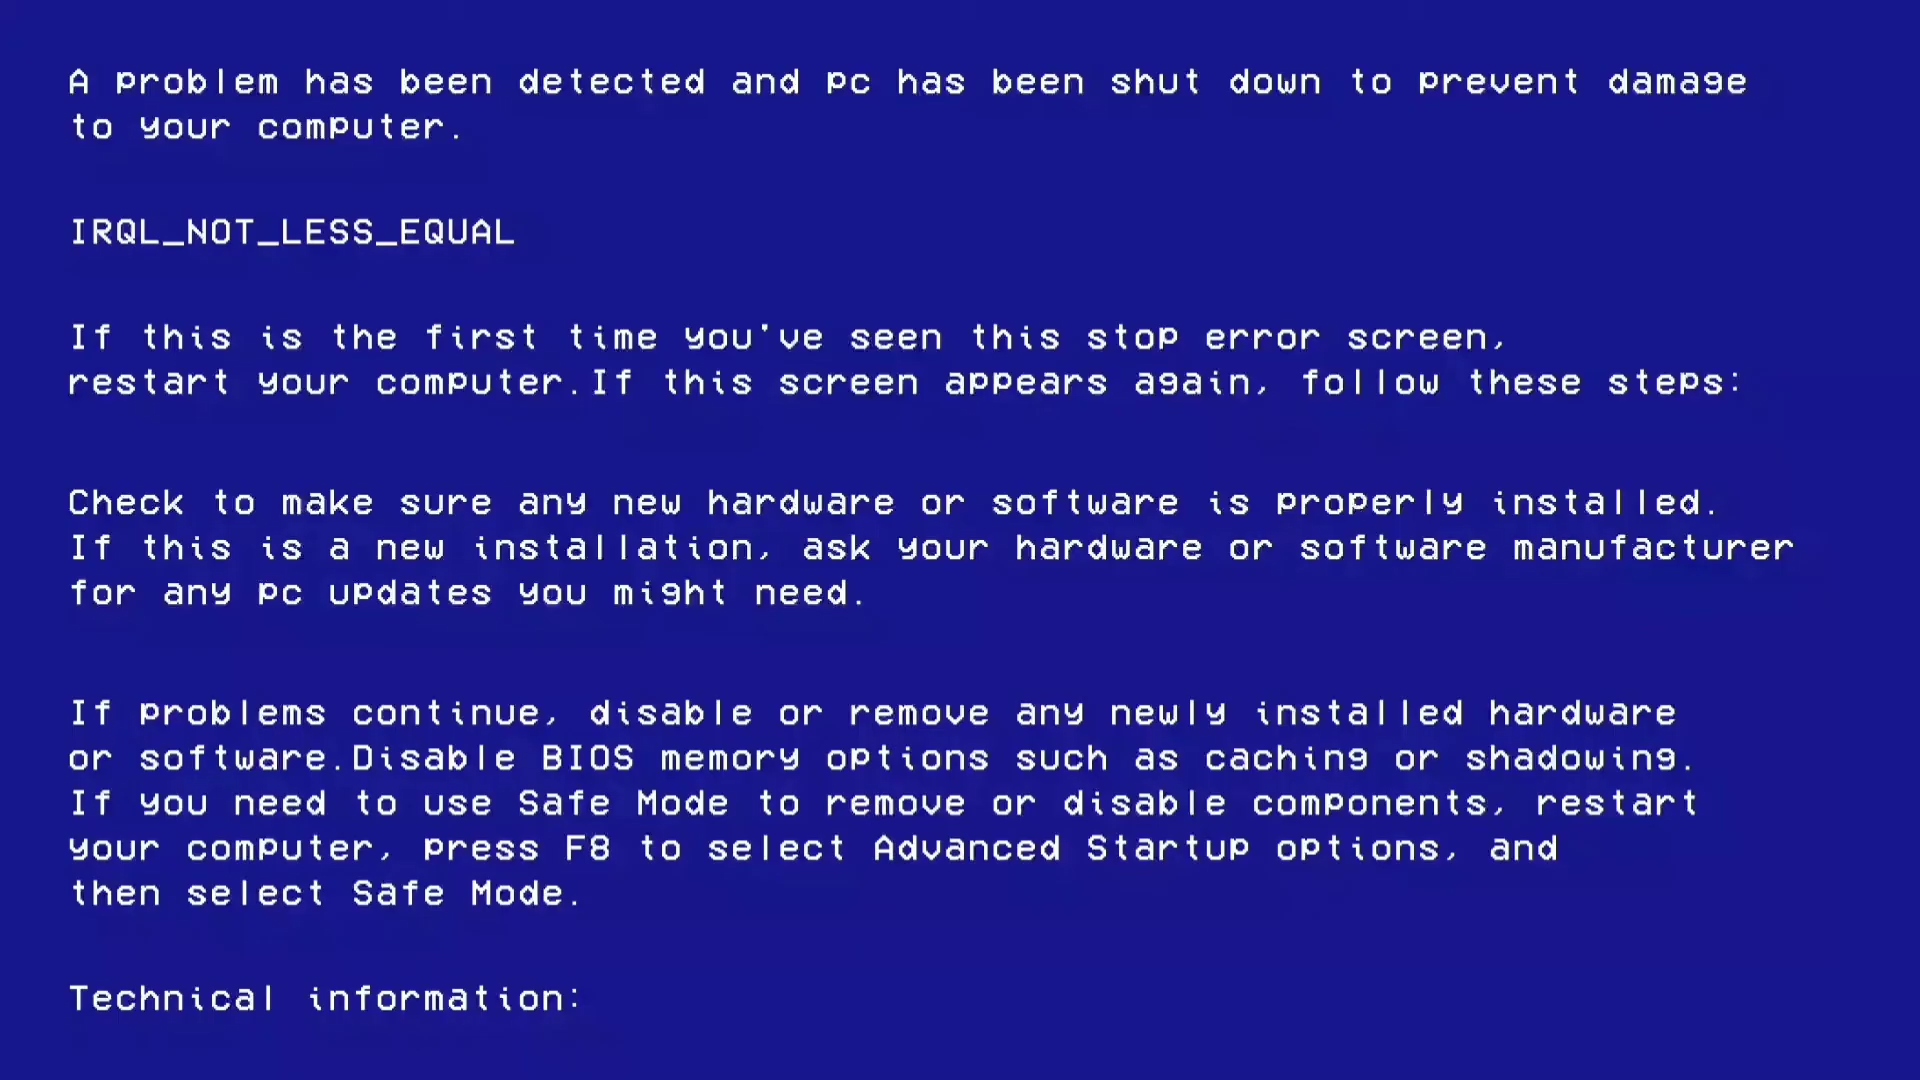 A problem has been detected and pc has been shut down to prevent damage
to your computer.
IRQL_NOT_LESS_EQUAL
If this is the first time you've seen this stop error screen,
restart your computer.If this screen appears again, follow these steps:
Check to make sure any new hardware or software is properly installed.
If this is a new installation, ask your hardware or software manufacturer
for any pc updates you might need.
If problems continue, disable or remove any newly installed hardware
or software.Disable BIOS memory options such as caching or shadowing.
If you need to use Safe Mode to remove or disable components, restart
your computer, press F8 to select Advanced Startup options, and
then select Safe Mode.
Technical information: